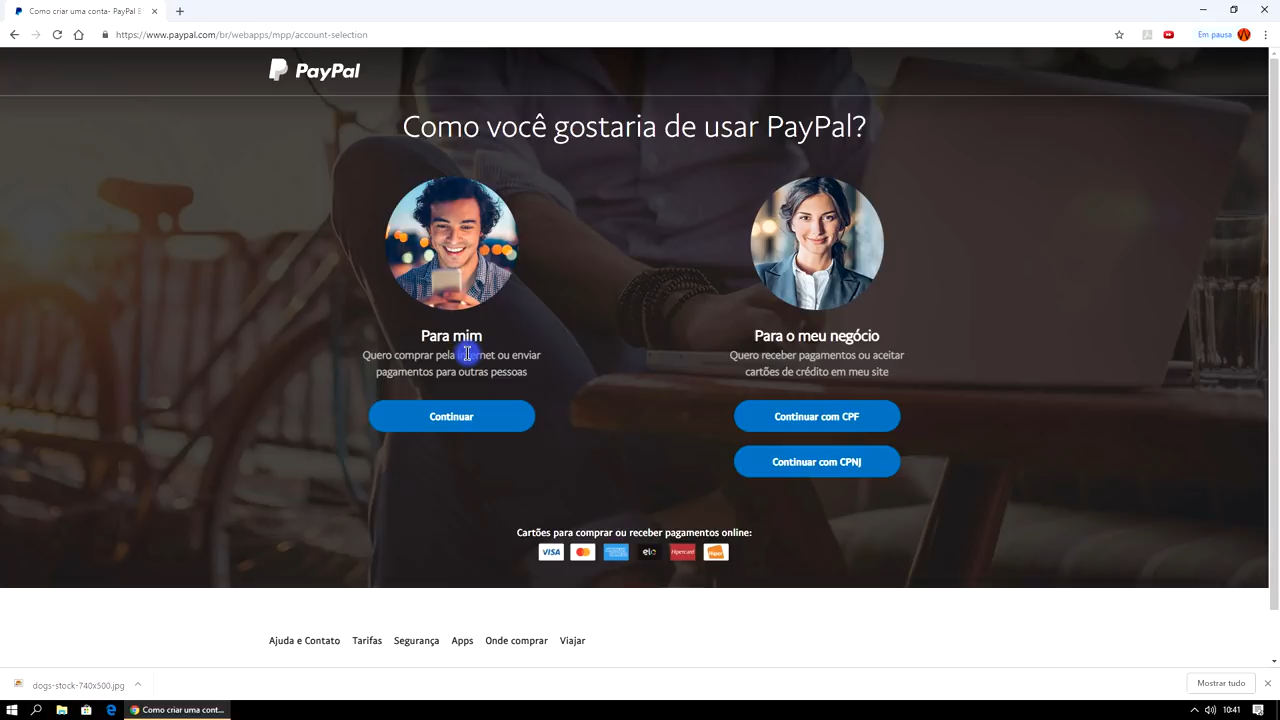 Como criar uma conta- PayPal B
https://www.paypal.com/br/webapps/mpp/account-selection
Em pausa
PayPal
Como você gostaria de usar PayPal?
Para mim
Quero comprar pela internet ou enviar
pagamentos para outras pessoas
Continuar
Para o meu negócio
Quero receber pagamentos ou aceitar
cartões de crédito em meu site
Continuar com CPF
Continuar com CPNJ
Cartões para comprar ou receber pagamentos online:
VISA
elo
Hipercard
Hiper
Ajuda e Contato Tarifas Segurança Apps Onde comprar Viajar
dogs-stock-740x500.jpg
Mostrar tudo
Como criar uma cont...
10:41